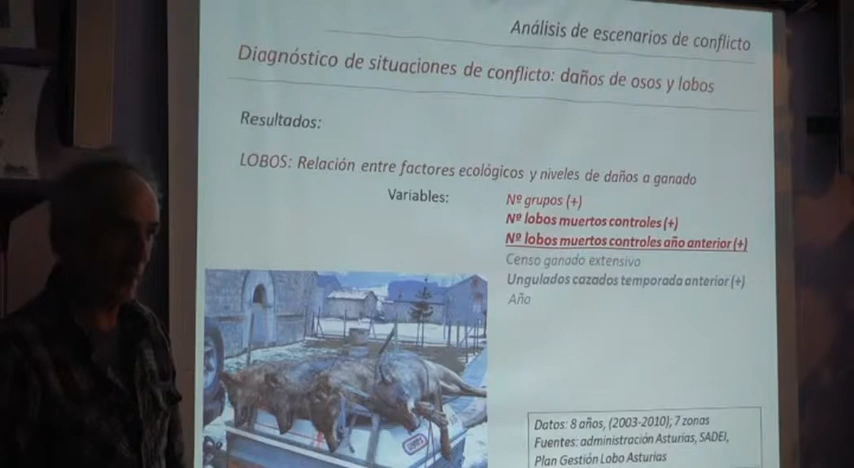 Análisis de escenarios de conflicto
Diagnóstico de situaciones de conflicto: daños de osos y lobos
Resultados:
LOBOS: Relación entre factores ecológicos y niveles de daños a ganado
Variables:
Nº grupos (+)
Nº lobos muertos controles (+)
Nº lobos muertos controles año anterior (+)
Censo ganado extensivo
Ungulados cazados temporada anterior (+)
Año
Datos: 8 años, (2003-2010); 7 zonas
Fuentes: administración Asturias, SADEI,
Plan Gestión Lobo Asturias